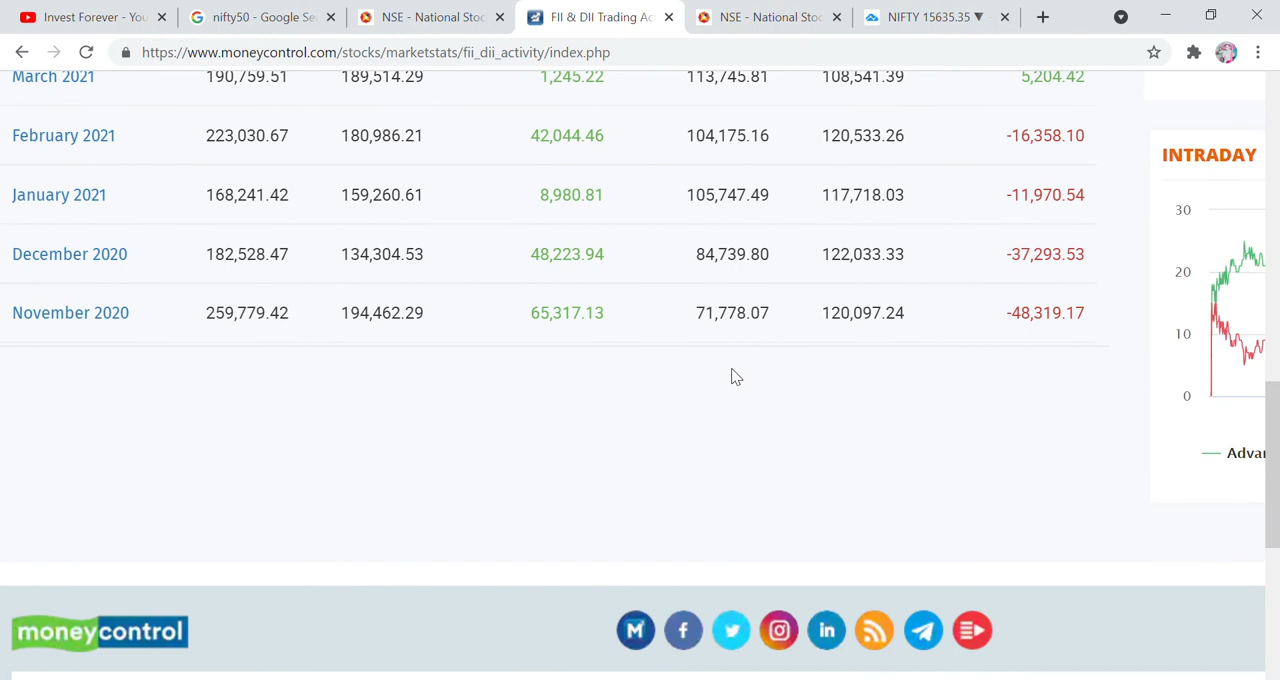 Invest Forever - You
nifty50 - Google Se
NSE - National Stoc
FII & DII Trading Ac
NSE - National Stoc
NIFTY 15635.35 ▼
https://www.moneycontrol.com/stocks/marketstats/fii_dii_activity/index.php
March 2021 190,759.51 189,514.29 1,245.22 113,745.81 108,541.39 5,204.42
February 2021 223,030.67 180,986.21 42,044.46 104,175.16 120,533.26 -16,358.10
January 2021 168,241.42 159,260.61 8,980.81 105,747.49 117,718.03 -11,970.54
December 2020 182,528.47 134,304.53 48,223.94 84,739.80 122,033.33 -37,293.53
November 2020 259,779.42 194,462.29 65,317.13 71,778.07 120,097.24 -48,319.17
INTRADAY
30
20
10
0
Advan
moneycontrol